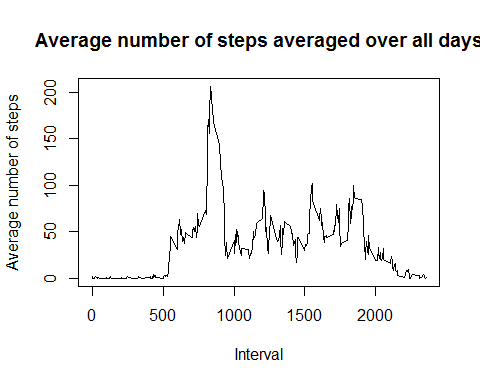 Average number of steps averaged over all days
Average number of steps
200
150
100
50
0
0 500 1000 1500 2000
Interval